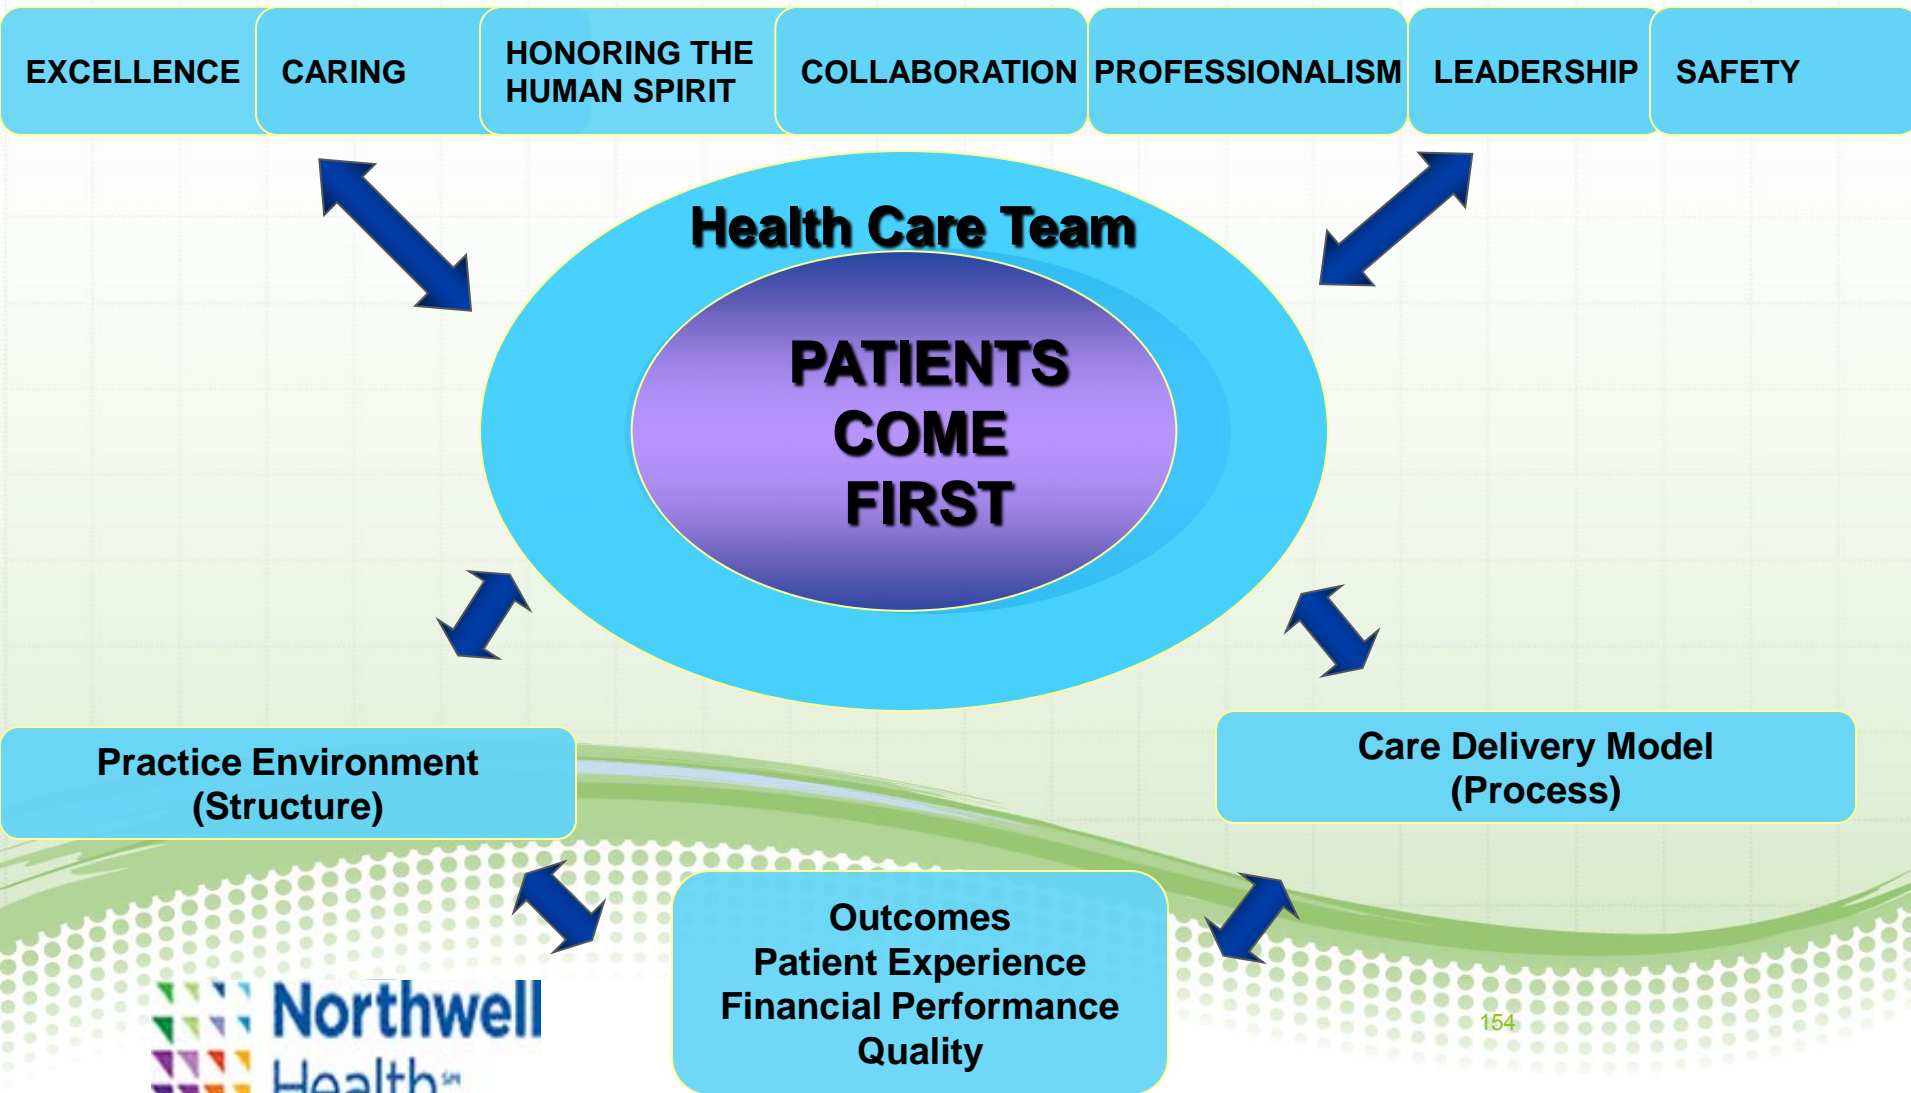 EXCELLENCE
CARING
HONORING THE
HUMAN SPIRIT
COLLABORATION
PROFESSIONALISM
LEADERSHIP
SAFETY
Health Care Team
PATIENTS
COME
FIRST
Practice Environment
(Structure)
Care Delivery Model
(Process)
Outcomes
Patient Experience
Financial Performance
Quality
Northwell
Health℠
154